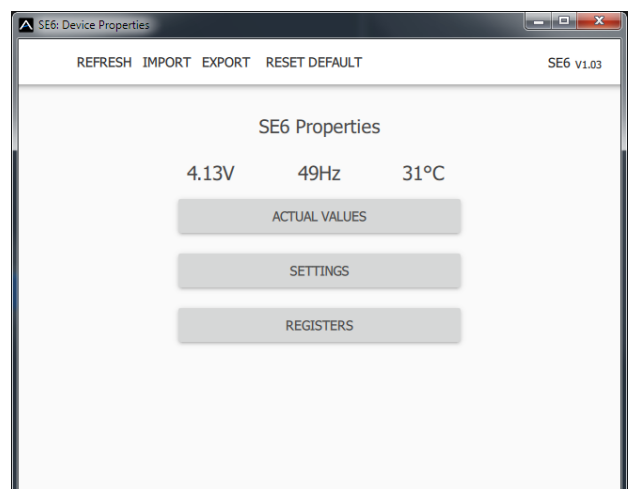 SE6: Device Properties
REFRESH IMPORT EXPORT RESET DEFAULT SE6 V1.03
SE6 Properties
4.13V 49Hz 31°C
ACTUAL VALUES
SETTINGS
REGISTERS